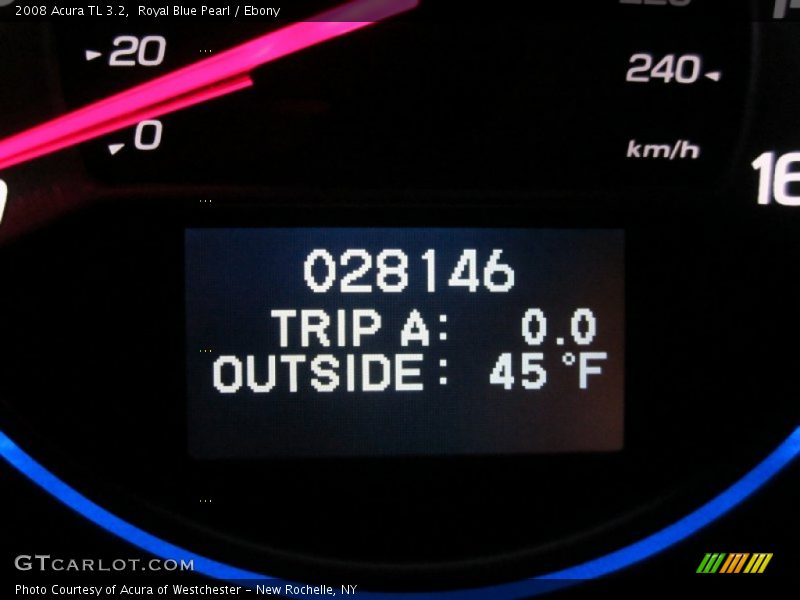 2008 Acura TL 3.2, Royal Blue Pearl / Ebony
20
240
0
km/h
16
028146
TRIP A: 0.0
OUTSIDE: 45 °F
GTCARLOT.COM
Photo Courtesy of Acura of Westchester - New Rochelle, NY